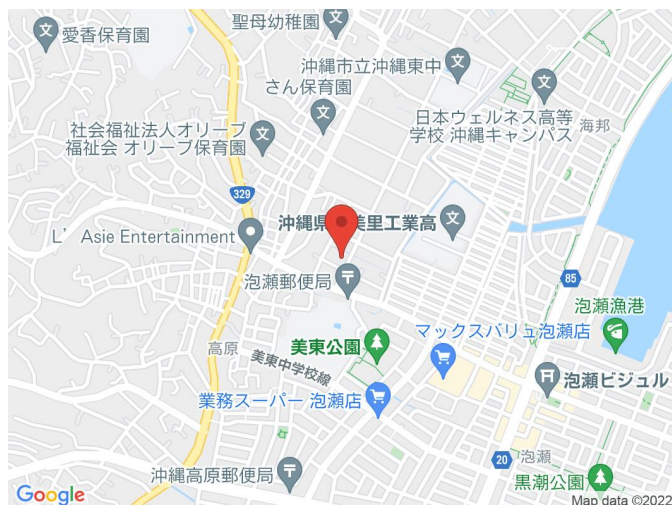 聖母幼稚園
愛香保育園
沖縄市立沖縄東中
さん保育園
日本ウェルネス高等
学校 沖縄キャンパス
海邦
社会福祉法人オリーブ
福祉会 オリーブ保育園
329
沖縄県
美里工業高
L’Asie Entertainment
85
泡瀬郵便局
泡瀬漁港
マックスバリュ泡瀬店
美東公園
高原
美東中学校線
泡瀬ビジュル
業務スーパー 泡瀬店
20
泡瀬
沖縄高原郵便局
黒潮公園
Google
Map data ©2022